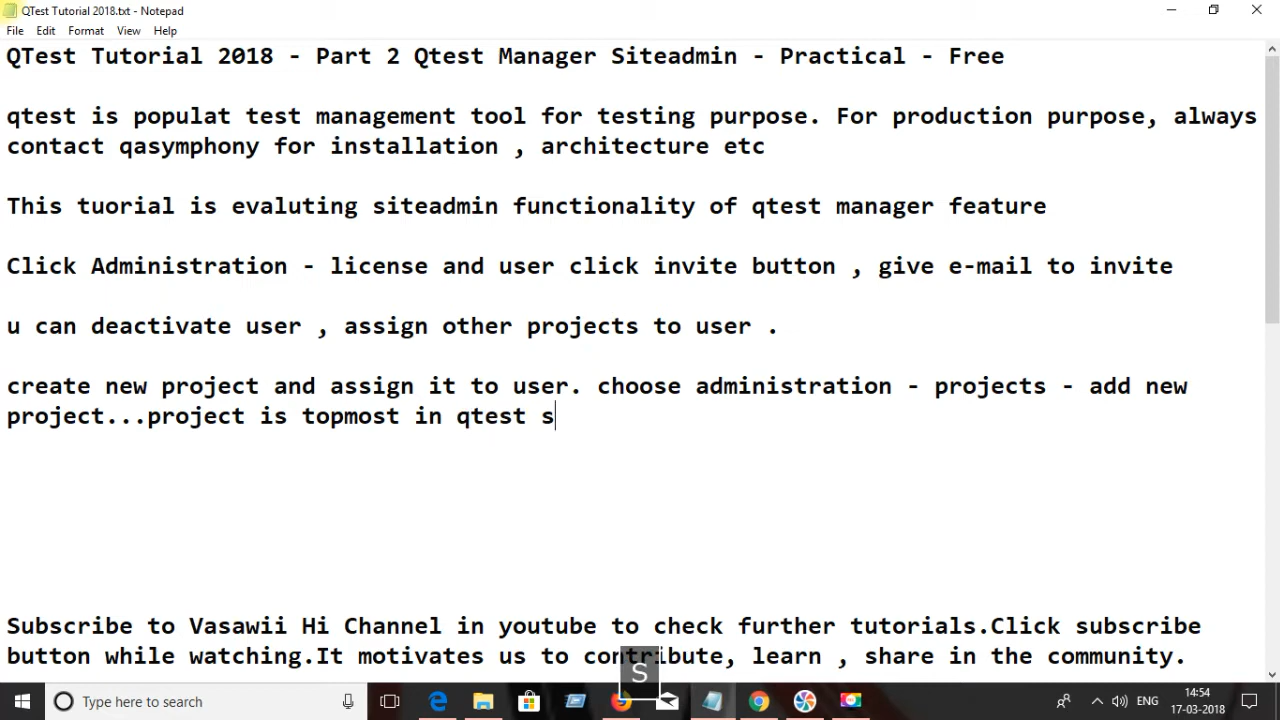 QTest Tutorial 2018.txt - Notepad
File Edit Format View Help
QTest Tutorial 2018 - Part 2 Qtest Manager Siteadmin - Practical - Free
qtest is populat test management tool for testing purpose. For production purpose, always
contact qasymphony for installation , architecture etc
This tuorial is evaluting siteadmin functionality of qtest manager feature
Click Administration - license and user click invite button , give e-mail to invite
u can deactivate user , assign other projects to user .
create new project and assign it to user. choose administration - projects - add new
project...project is topmost in qtest s
Subscribe to Vasawii Hi Channel in youtube to check further tutorials.Click subscribe
button while watching.It motivates us to contribute, learn , share in the community.
S
Type here to search
ENG
14:54
17-03-2018